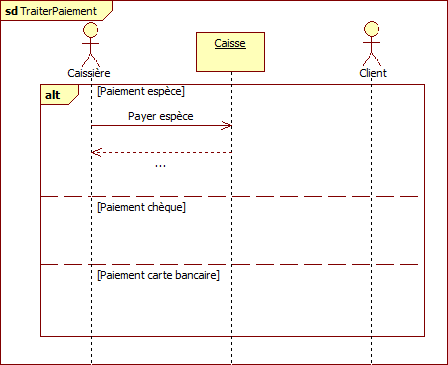 sd TraiterPaiement
Caissière
Caisse
Client
alt
[Paiement espèce]
Payer espèce
...
[Paiement chèque]
[Paiement carte bancaire]